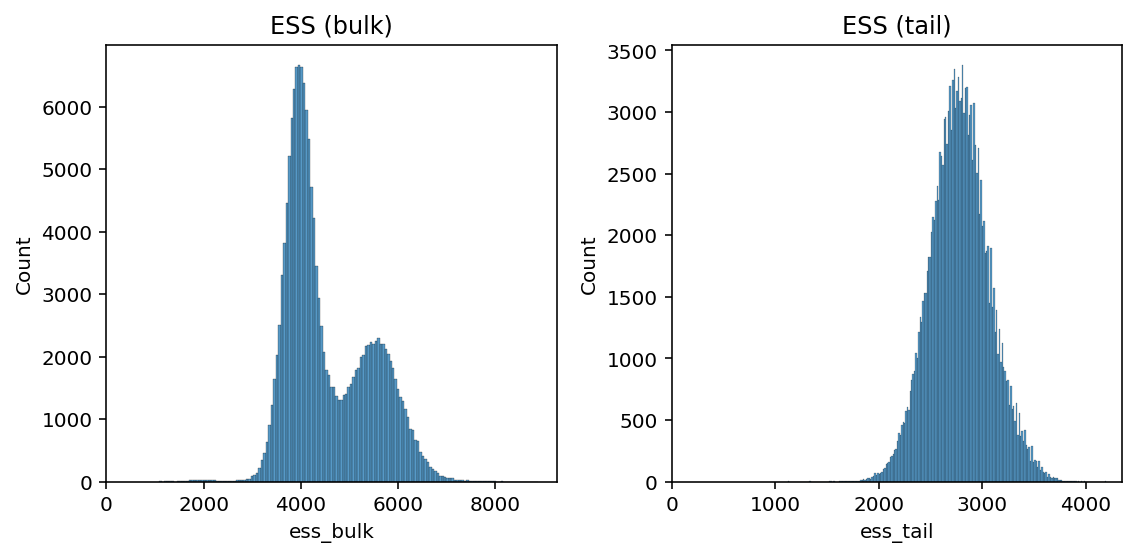 ESS (bulk)
6000
5000
4000
3000
2000
1000
0
Count
0 2000 4000 6000 8000
ess_bulk
ESS (tail)
3500
3000
2500
2000
1500
1000
500
0
Count
0 1000 2000 3000 4000
ess_tail